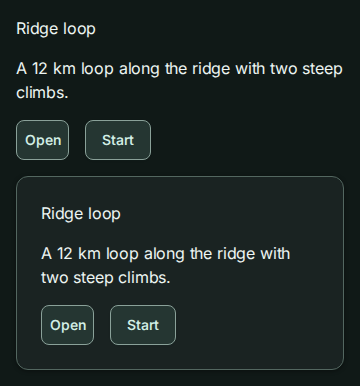 Ridge loop
A 12 km loop along the ridge with two steep
climbs.
Open Start
Ridge loop
A 12 km loop along the ridge with
two steep climbs.
Open Start